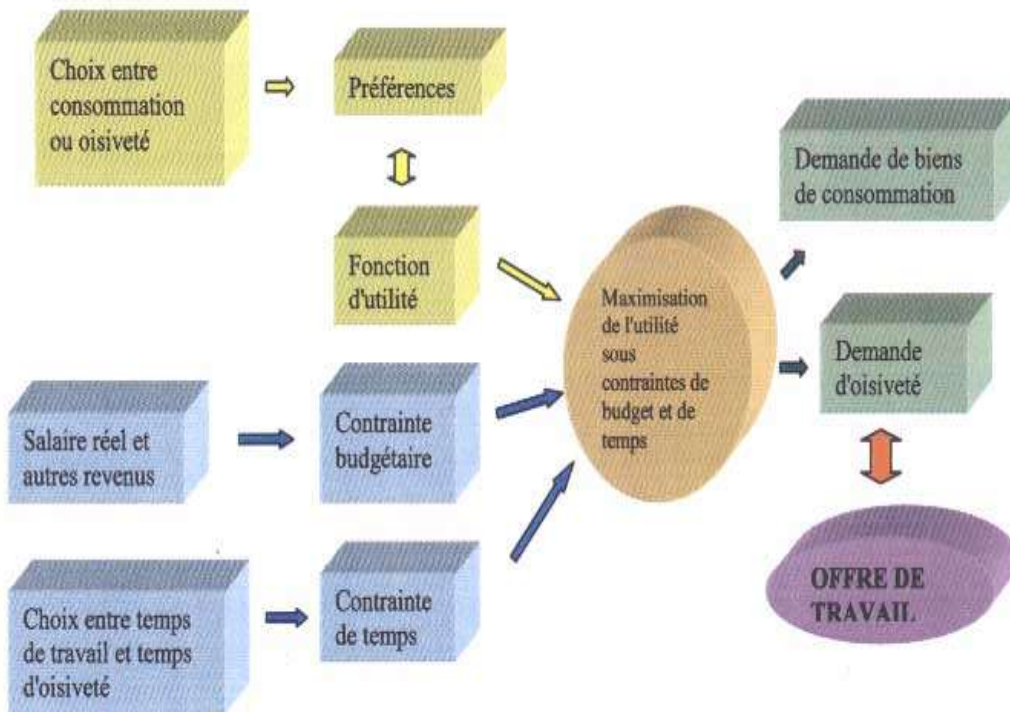 Choix entre
consommation
ou oisiveté
Préférences
Fonction
d'utilité
Salaire réel et
autres revenus
Contrainte
budgétaire
Choix entre temps
de travail et temps
d'oisiveté
Contrainte
de temps
Maximisation
de l'utilité
sous
contraintes de
budget et de
temps
Demande de biens
de consommation
Demande
d'oisiveté
OFFRE DE
TRAVAIL